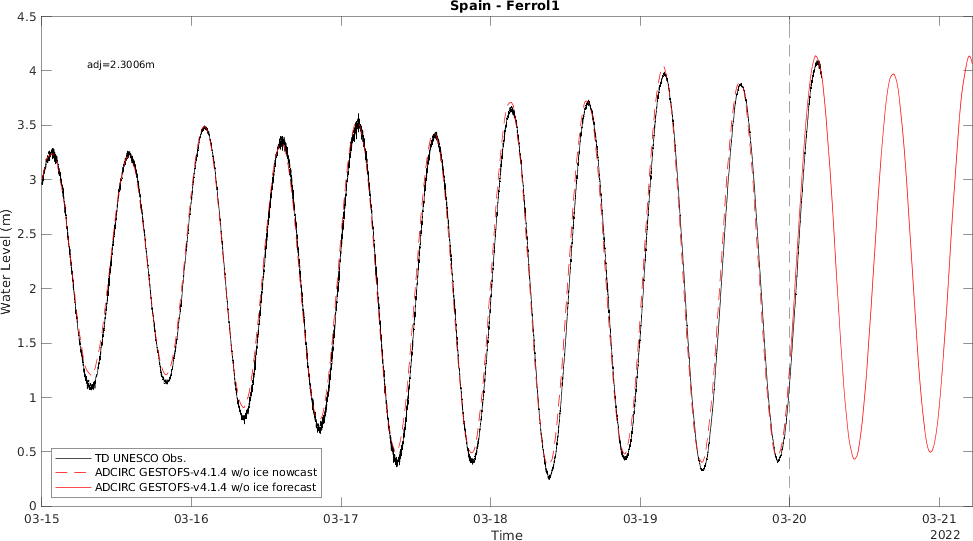 Spain - Ferrol1
4.5
4
3.5
3
2.5
2
1.5
1
0.5
0
Water Level (m)
adj=2.3006m
TD UNESCO Obs.
ADCIRC GESTOFS-v4.1.4 w/o ice nowcast
ADCIRC GESTOFS-v4.1.4 w/o ice forecast
03-15 03-16 03-17 03-18 03-19 03-20 03-21
Time
2022